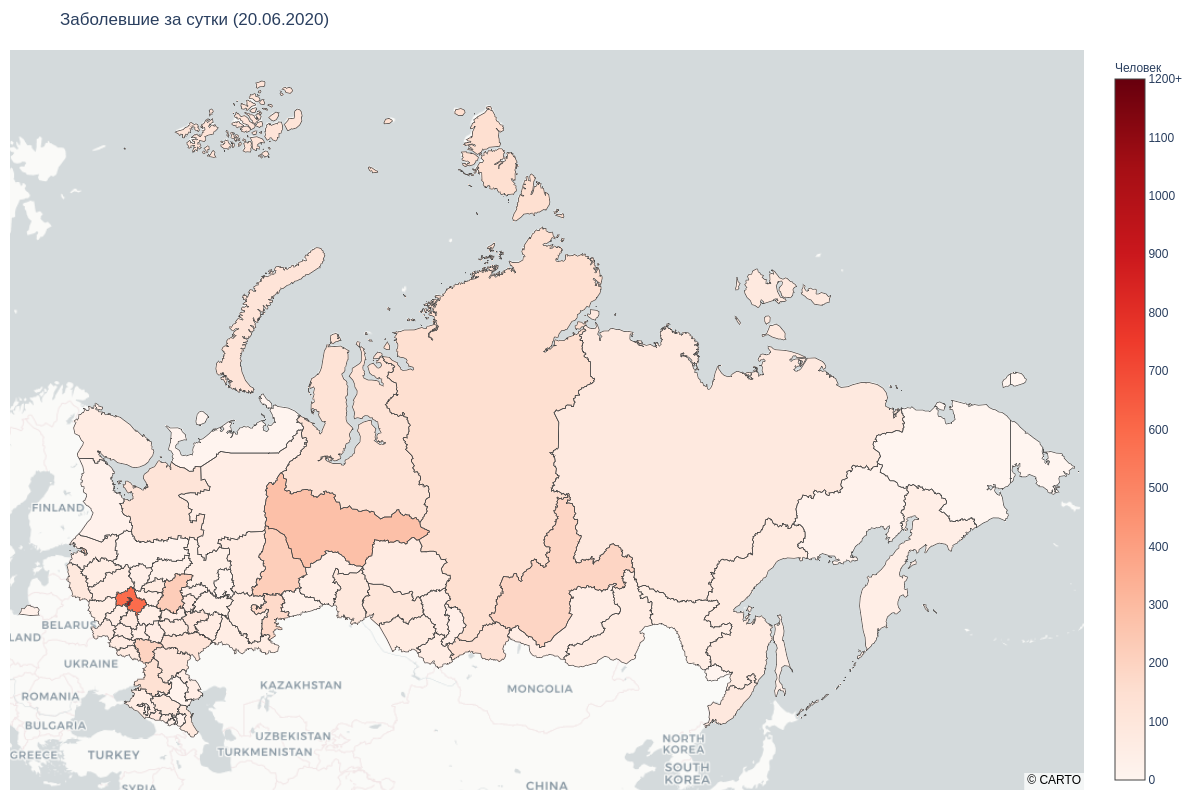 Заболевшие за сутки (20.06.2020)
Человек
1200+
1100
1000
900
800
700
600
500
400
300
200
100
0
FINLAND
BELARUS
LAND
UKRAINE
ROMANIA
BULGARIA
GREECE
TURKEY
SYRIA
KAZAKHSTAN
UZBEKISTAN
TURKMENISTAN
MONGOLIA
CHINA
NORTH
KOREA
SOUTH
KOREA
© CARTO